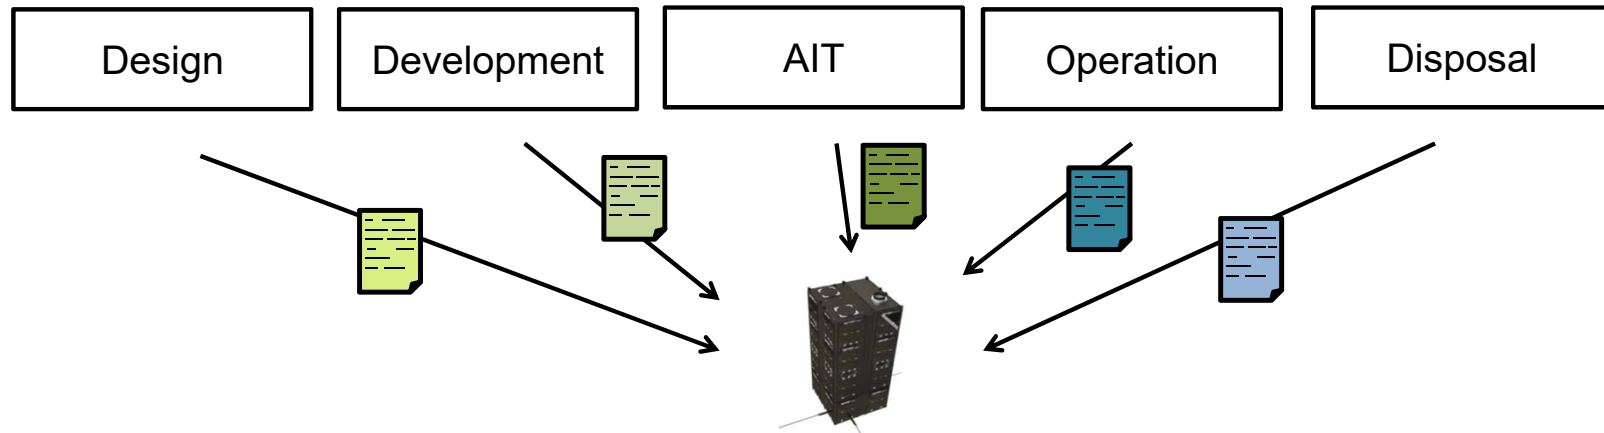 Design
Development
AIT
Operation
Disposal